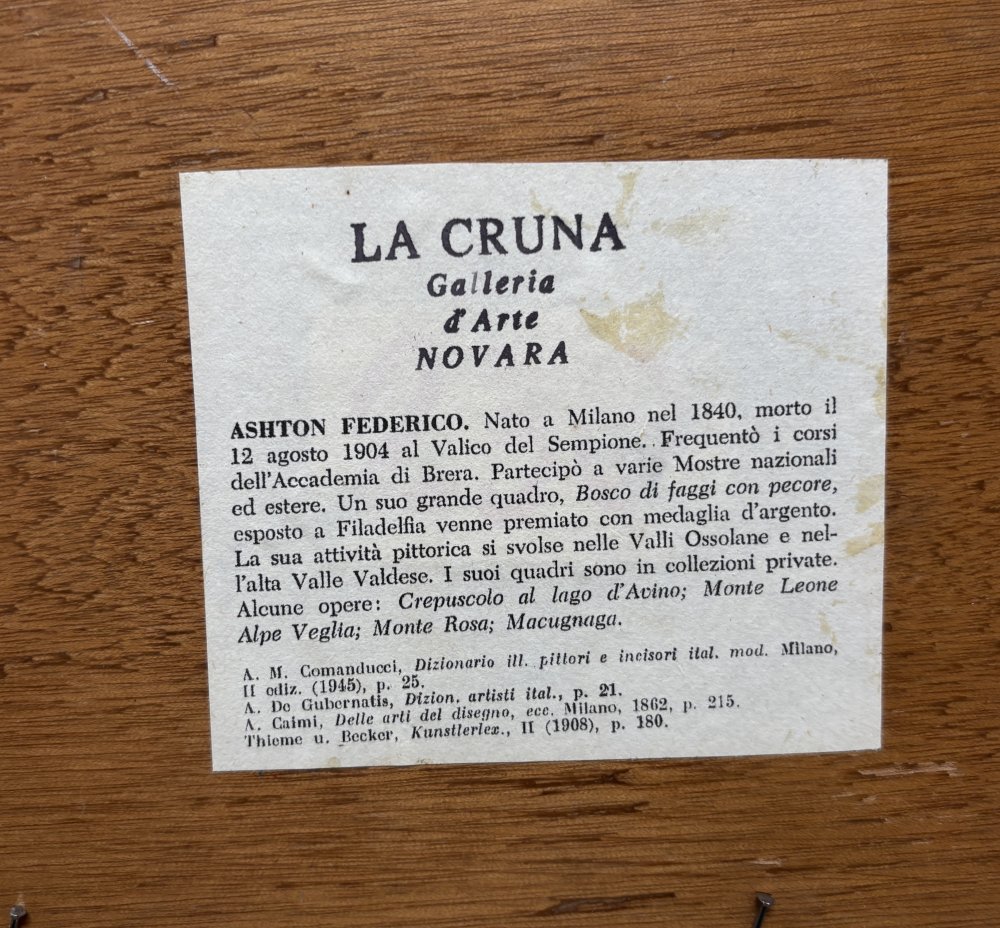 LA CRUNA
Galleria
d'Arte
NOVARA
ASHTON FEDERICO. Nato a Milano nel 1840, morto il
12 agosto 1904 al Valico del Sempione. Frequentò i corsi
dell'Accademia di Brera. Partecipò a varie Mostre nazionali
ed estere. Un suo grande quadro, Bosco di faggi con pecore,
esposto a Filadelfia venne premiato con medaglia d'argento.
La sua attività pittorica si svolse nelle Valli Ossolane e nel-
l'alta Valle Valdese. I suoi quadri sono in collezioni private.
Alcune opere: Crepuscolo al lago d'Avino; Monte Leone
Alpe Veglia; Monte Rosa; Macugnaga.
A. M. Comanducci, Dizionario ill. pittori e incisori ital. mod. Milano,
II ediz. (1945), p. 25.
A. De Gubernatis, Dizion. artisti ital., p. 21.
A. Caimi, Delle arti del disegno, ecc. Milano, 1862, p. 215.
Thieme u. Becker, Kunstlerlex., II (1908), p. 180.